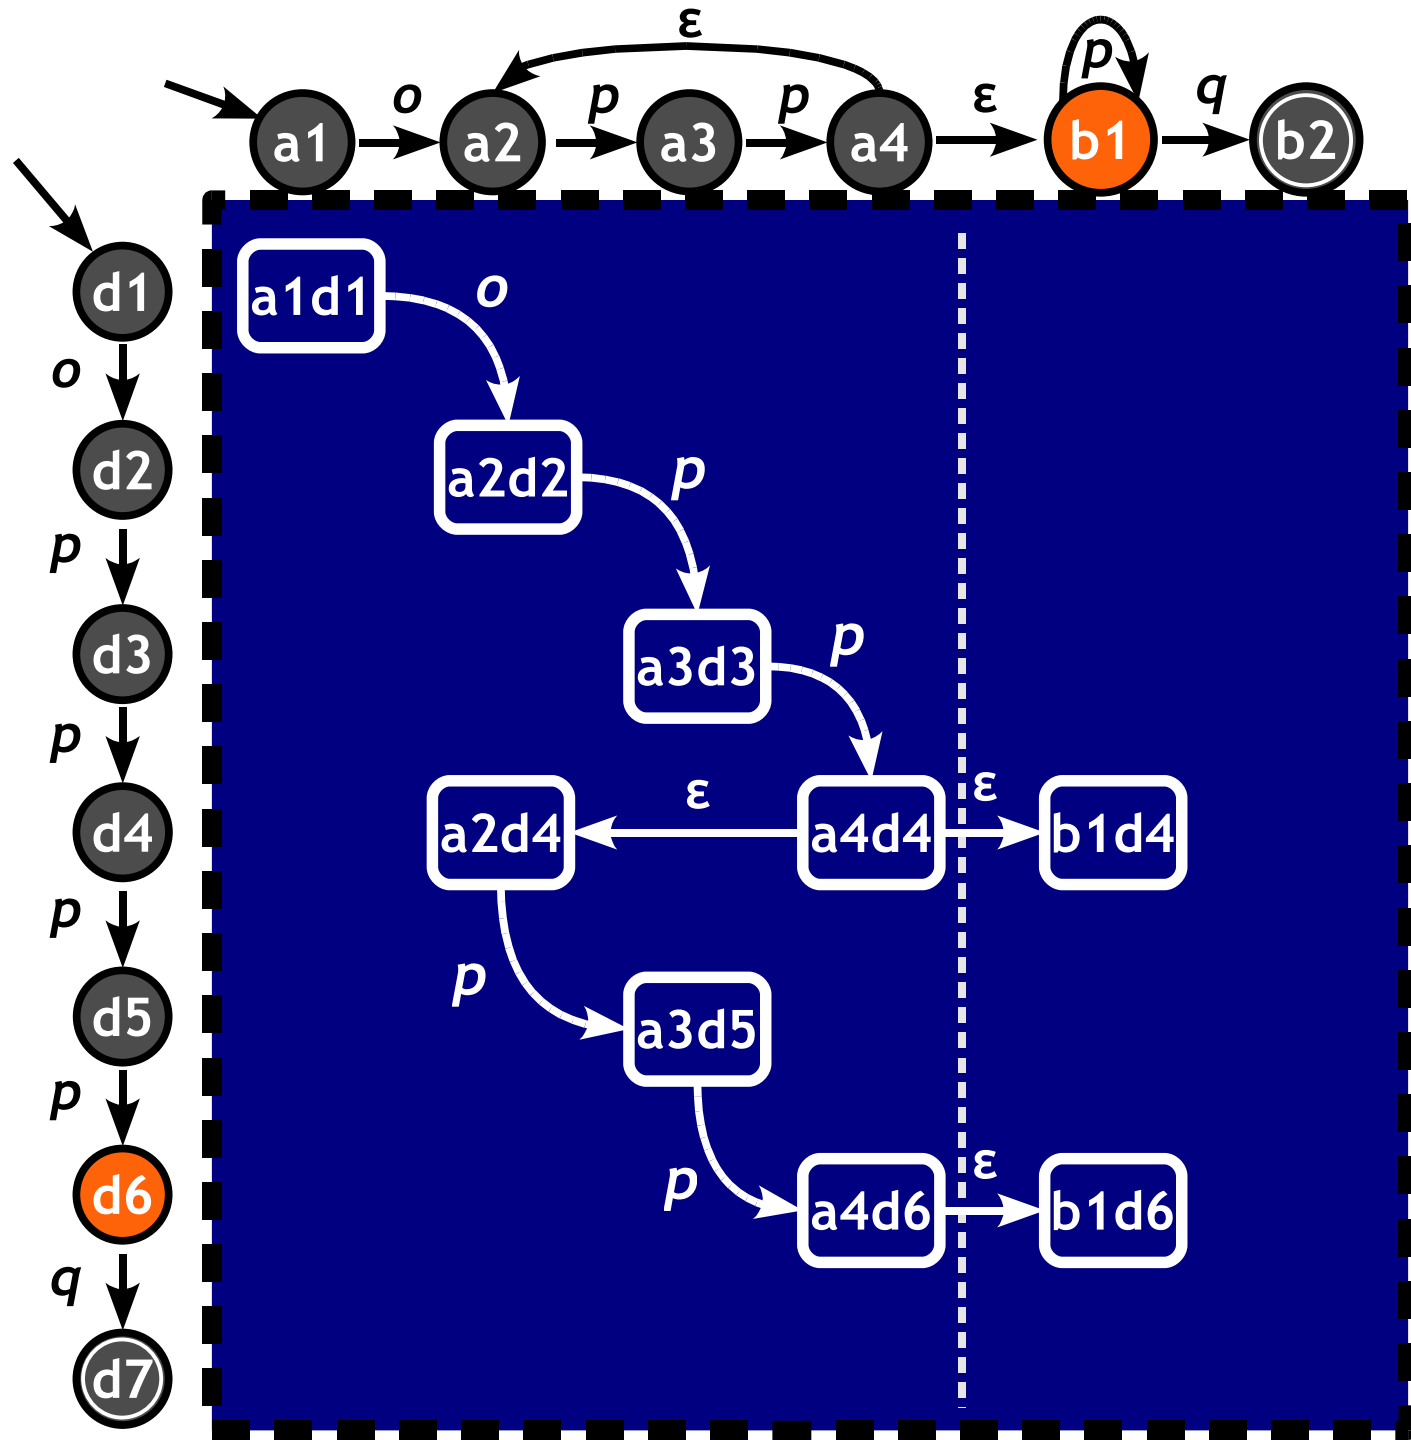 ε
p
o
p
p
ε
q
a1
a2
a3
a4
b1
b2
d1
a1d1
o
o
d2
a2d2
p
p
d3
a3d3
p
p
d4
a2d4
ε
a4d4
ε
b1d4
p
p
d5
a3d5
p
p
d6
a4d6
ε
b1d6
q
d7